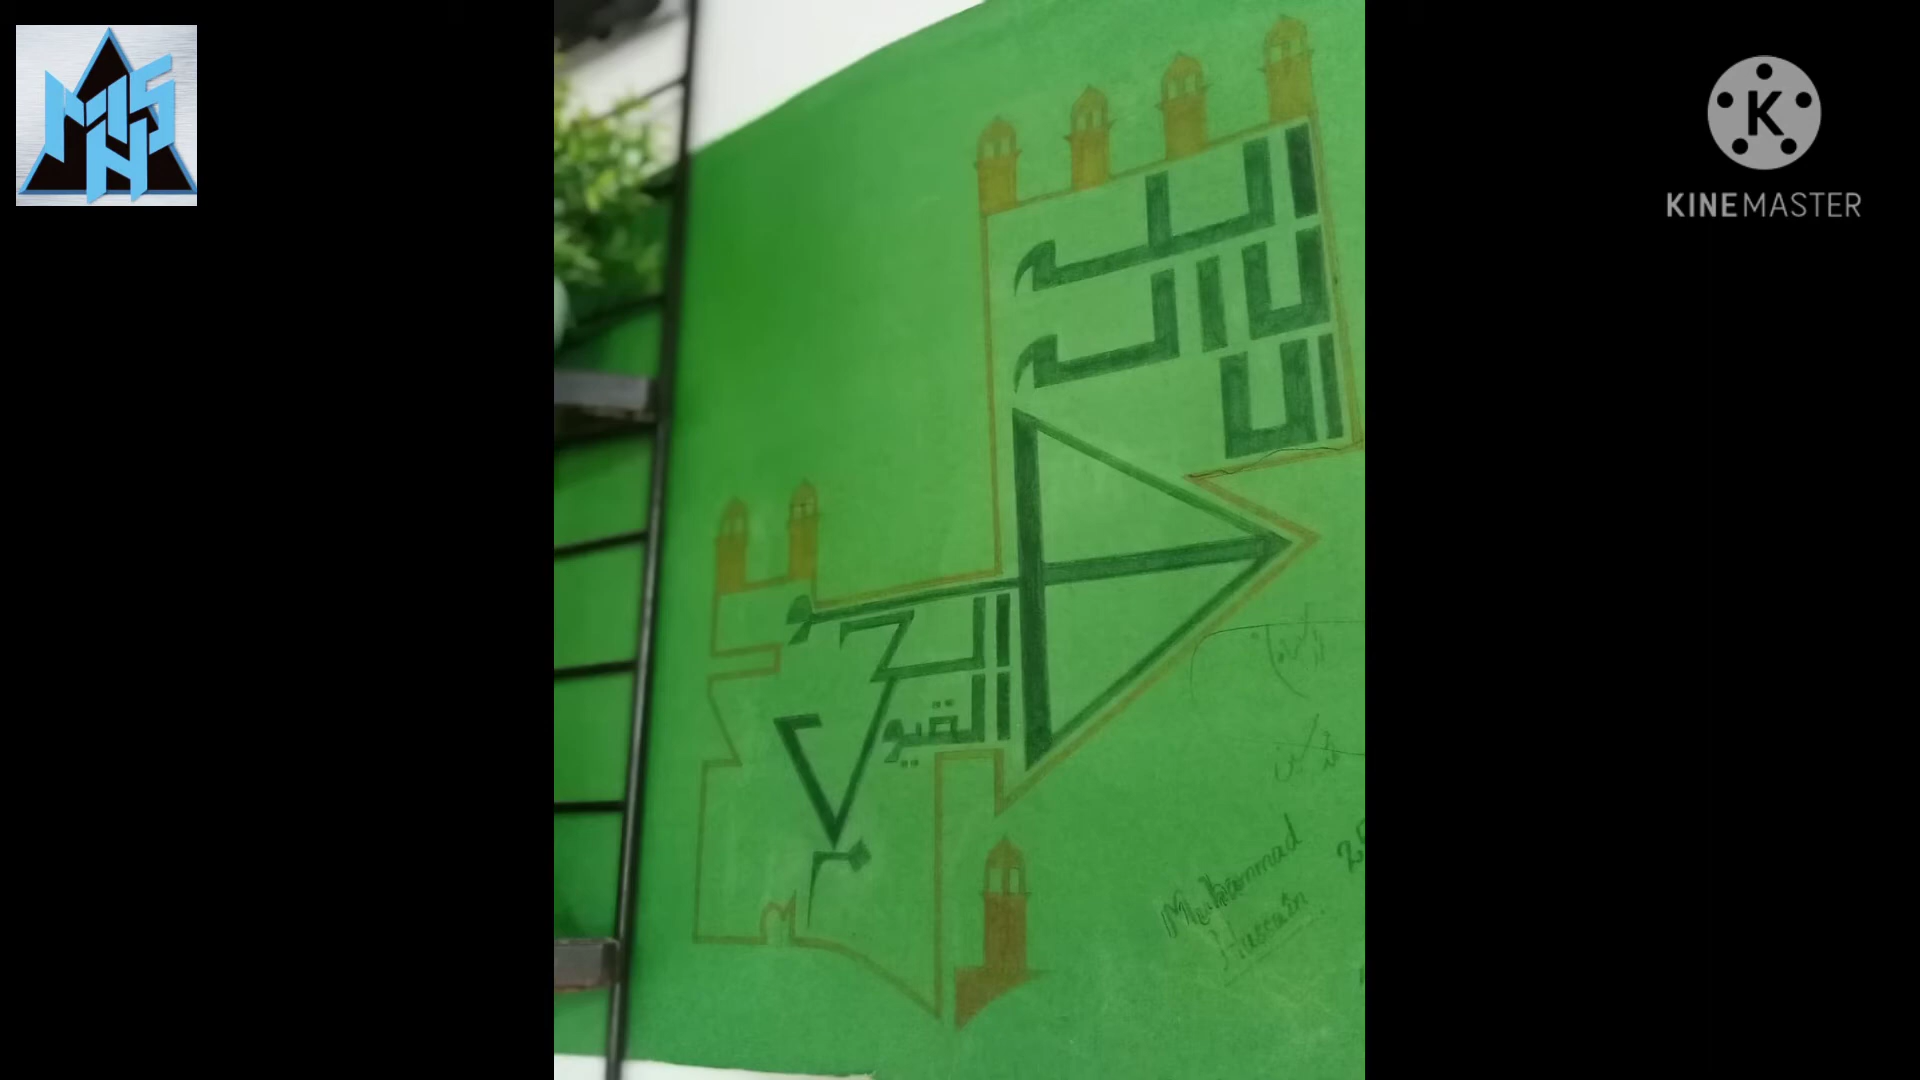 K
KINEMASTER
الله
لا اله
الا
هو
الحي
القيوم
Muhammad
Hussain